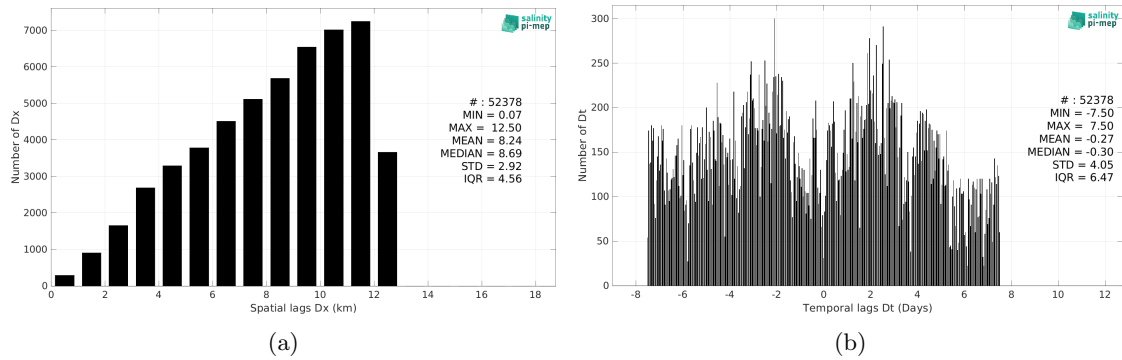 7000
6000
5000
4000
3000
2000
1000
0
Number of Dx
salinity
pi-mep
# : 52378
MIN = 0.07
MAX = 12.50
MEAN = 8.24
MEDIAN = 8.69
STD = 2.92
IQR = 4.56
0 2 4 6 8 10 12 14 16 18
Spatial lags Dx (km)
(a)
300
250
200
150
100
50
0
Number of Dt
salinity
pi-mep
# : 52378
MIN = -7.50
MAX = 7.50
MEAN = -0.27
MEDIAN = -0.30
STD = 4.05
IQR = 6.47
-8 -6 -4 -2 0 2 4 6 8 10 12
Temporal lags Dt (Days)
(b)